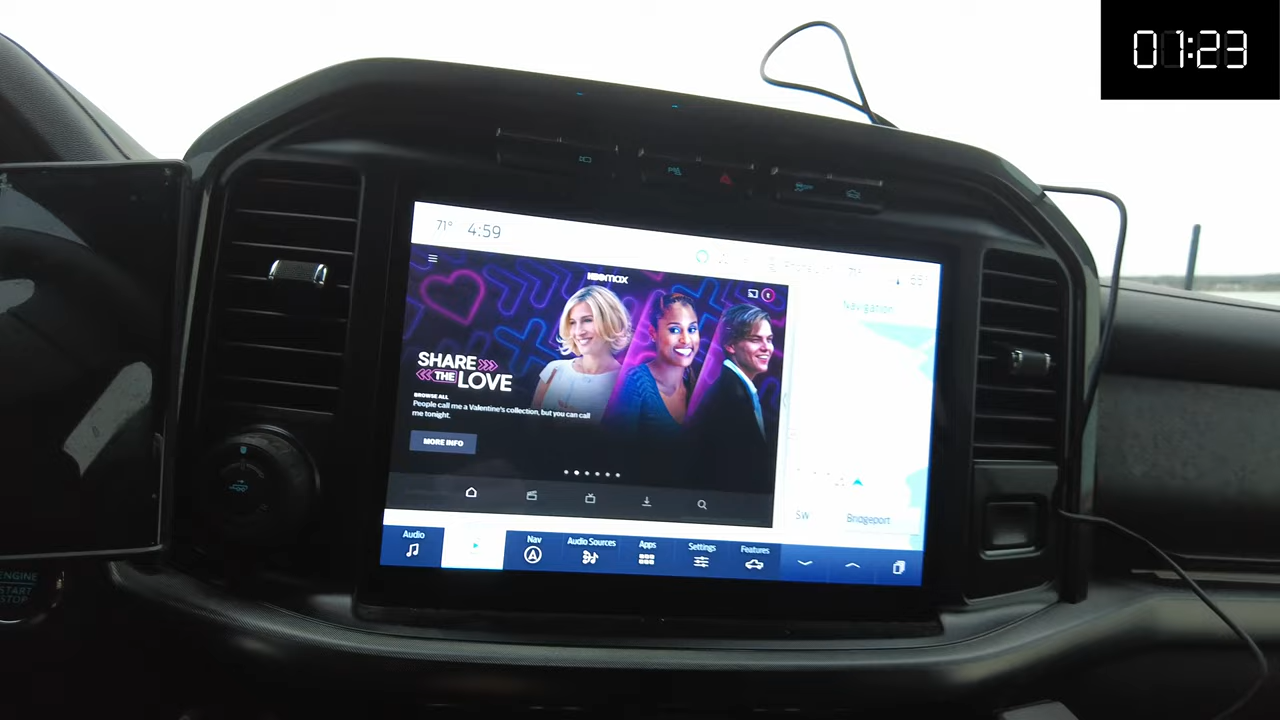 01:23
71° 4:59
HBOmax
Navigation
SHARE
THE LOVE
BROWSE ALL
People call me a Valentine's collection, but you can call
me tonight.
MORE INFO
SW Bridgeport
Audio
Nav
Audio Sources
Apps
Settings
Features
ENGINE
START
STOP